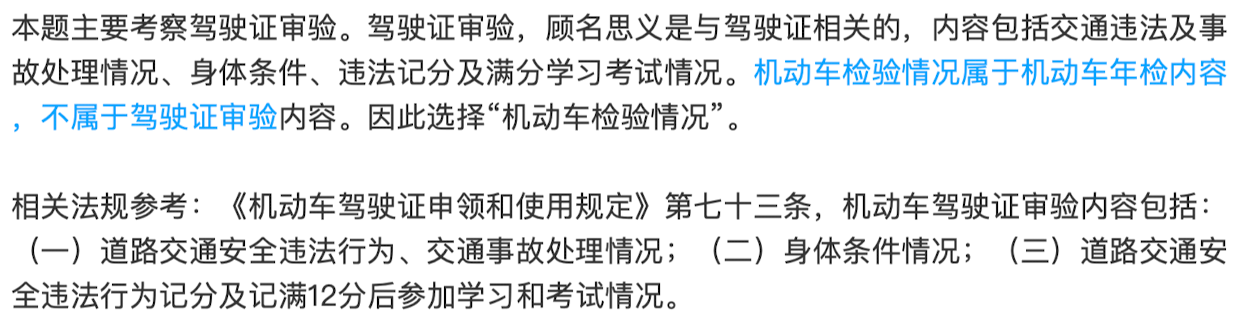 本题主要考察驾驶证审验。驾驶证审验，顾名思义是与驾驶证相关的，内容包括交通违法及事
故处理情况、身体条件、违法记分及满分学习考试情况。机动车检验情况属于机动车年检内容
，不属于驾驶证审验内容。因此选择“机动车检验情况”。
相关法规参考：《机动车驾驶证申领和使用规定》第七十三条，机动车驾驶证审验内容包括：
（一）道路交通安全违法行为、交通事故处理情况；（二）身体条件情况；（三）道路交通安
全违法行为记分及记满12分后参加学习和考试情况。